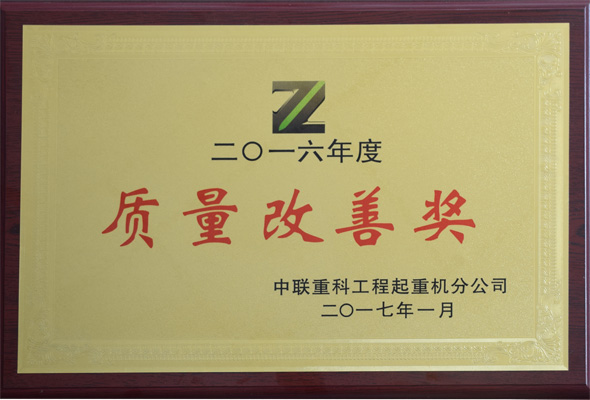 二〇一六年度
质量改善奖
中联重科工程起重机分公司
二〇一七年一月